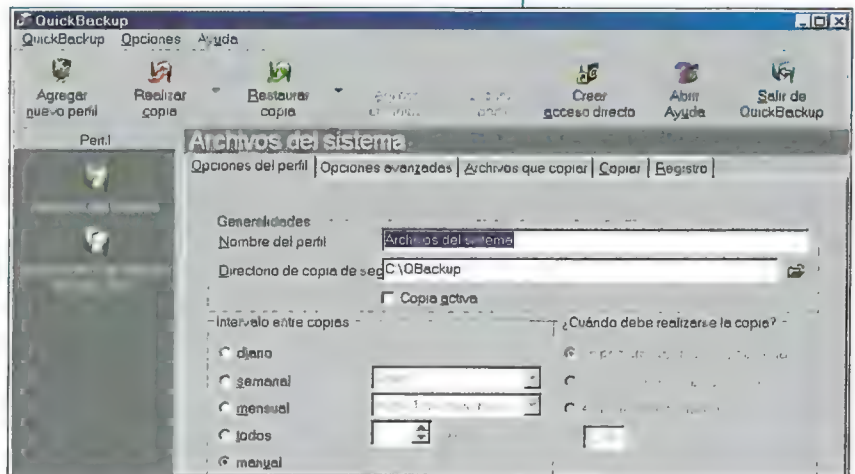 QuickBackup
QuickBackup Opciones Ayuda
Agregar nuevo perfil
Realizar copia
Restaurar copia
Crear acceso directo
Abrir Ayuda
Salir de QuickBackup
Perfil
Archivos del sistema
Opciones del perfil Opciones avanzadas Archivos que copiar Copiar Registro
Generalidades
Nombre del perfil Archivos del sistema
Directorio de copia de seg C:\QBackup
Copia activa
Intervalo entre copias
¿Cuándo debe realizarse la copia?
diario
semanal
mensual
todos
manual